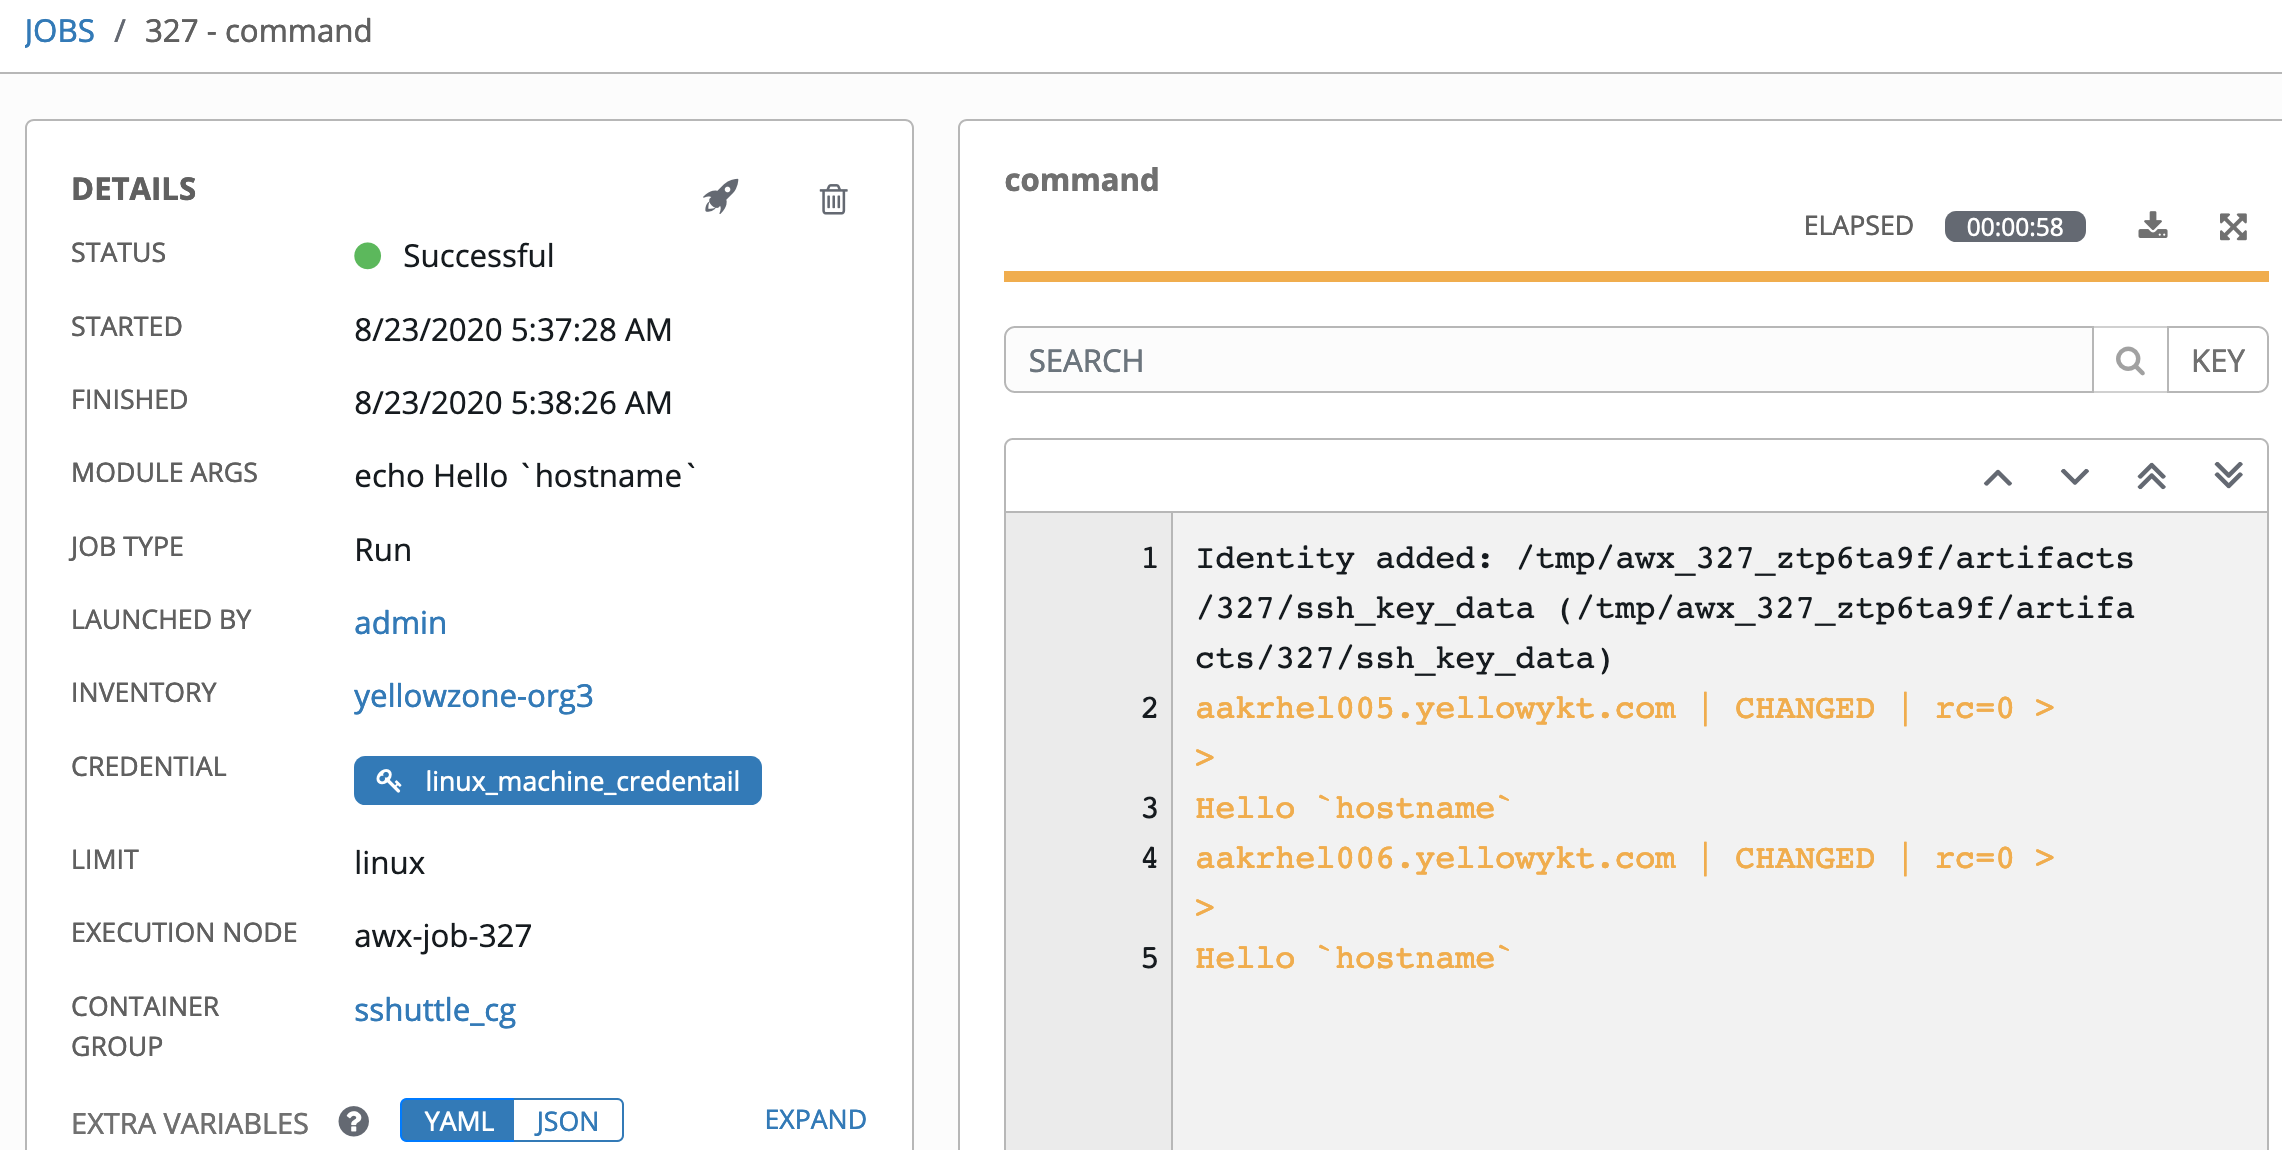 JOBS / 327 - command
DETAILS
STATUS Successful
STARTED 8/23/2020 5:37:28 AM
FINISHED 8/23/2020 5:38:26 AM
MODULE ARGS echo Hello `hostname`
JOB TYPE Run
LAUNCHED BY admin
INVENTORY yellowzone-org3
CREDENTIAL linux_machine_credentail
LIMIT linux
EXECUTION NODE awx-job-327
CONTAINER
GROUP sshuttle_cg
EXTRA VARIABLES ? YAML JSON EXPAND
command
ELAPSED 00:00:58
SEARCH KEY
1 Identity added: /tmp/awx_327_ztp6ta9f/artifacts
/327/ssh_key_data (/tmp/awx_327_ztp6ta9f/artifa
cts/327/ssh_key_data)
2 aakrhel005.yellowykt.com | CHANGED | rc=0 >
>
3 Hello `hostname`
4 aakrhel006.yellowykt.com | CHANGED | rc=0 >
>
5 Hello `hostname`